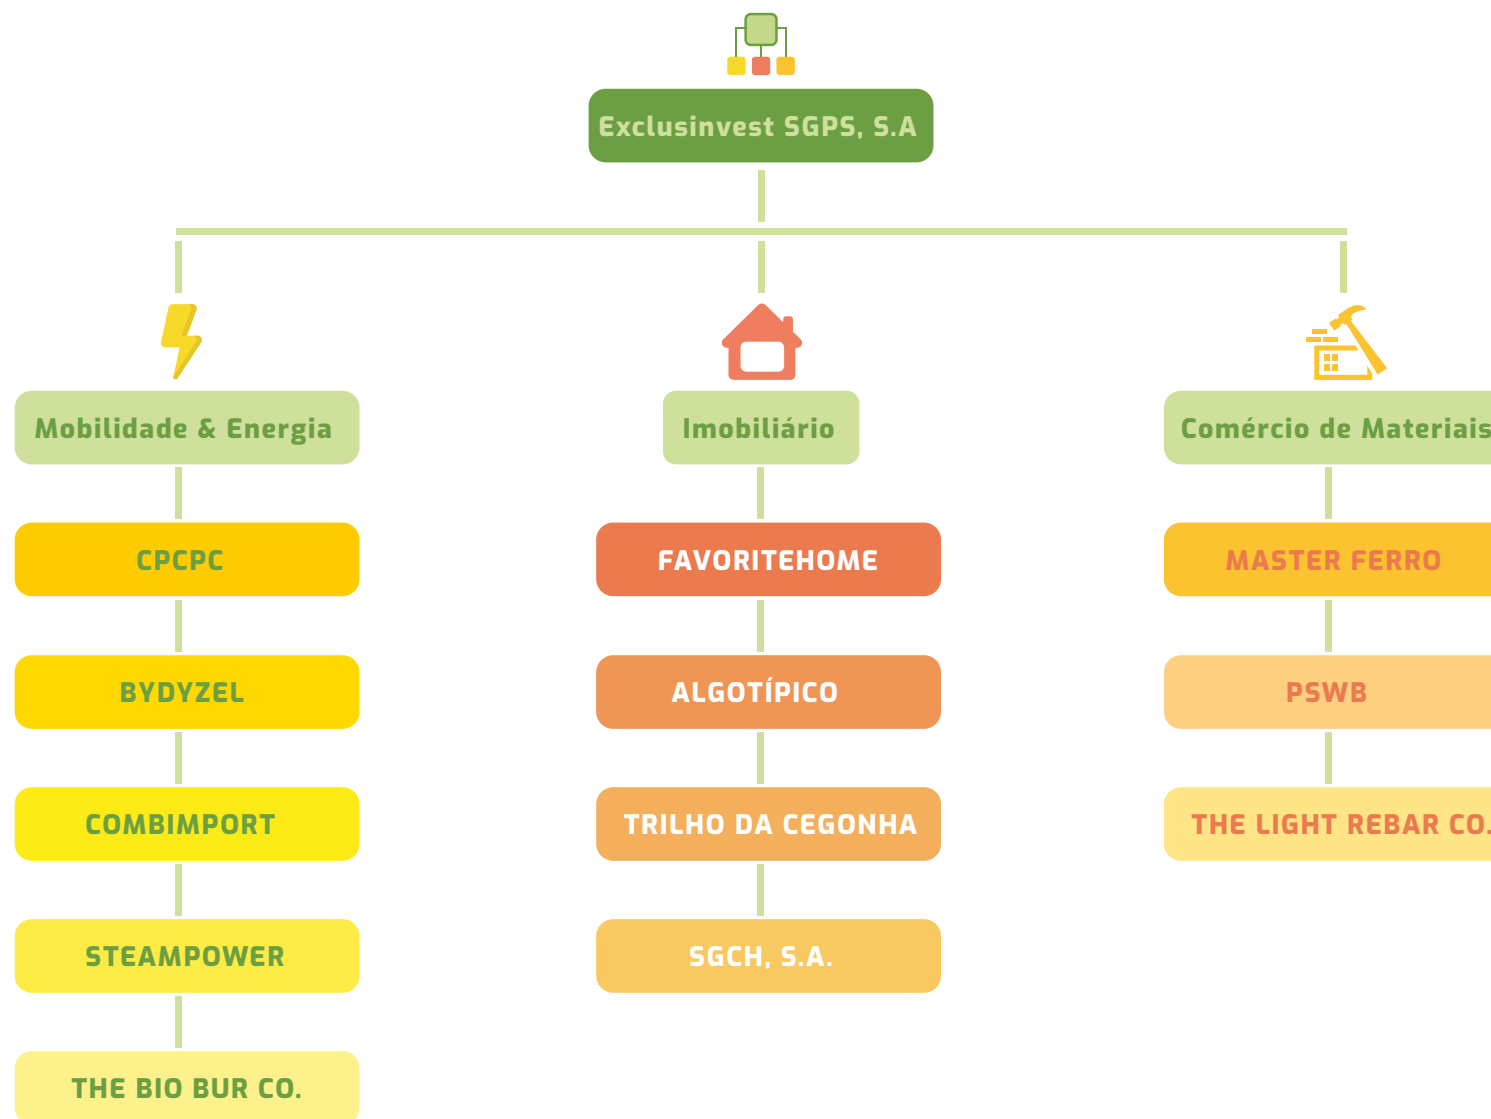 Exclusinvest SGPS, S.A
Mobilidade & Energia
CPCPC
BYDYZEL
COMBIMPORT
STEAMPOWER
THE BIO BUR CO.
Imobiliário
FAVORITEHOME
ALGOTÍPICO
TRILHO DA CEGONHA
SGCH, S.A.
Comércio de Materiais
MASTER FERRO
PSWB
THE LIGHT REBAR CO.